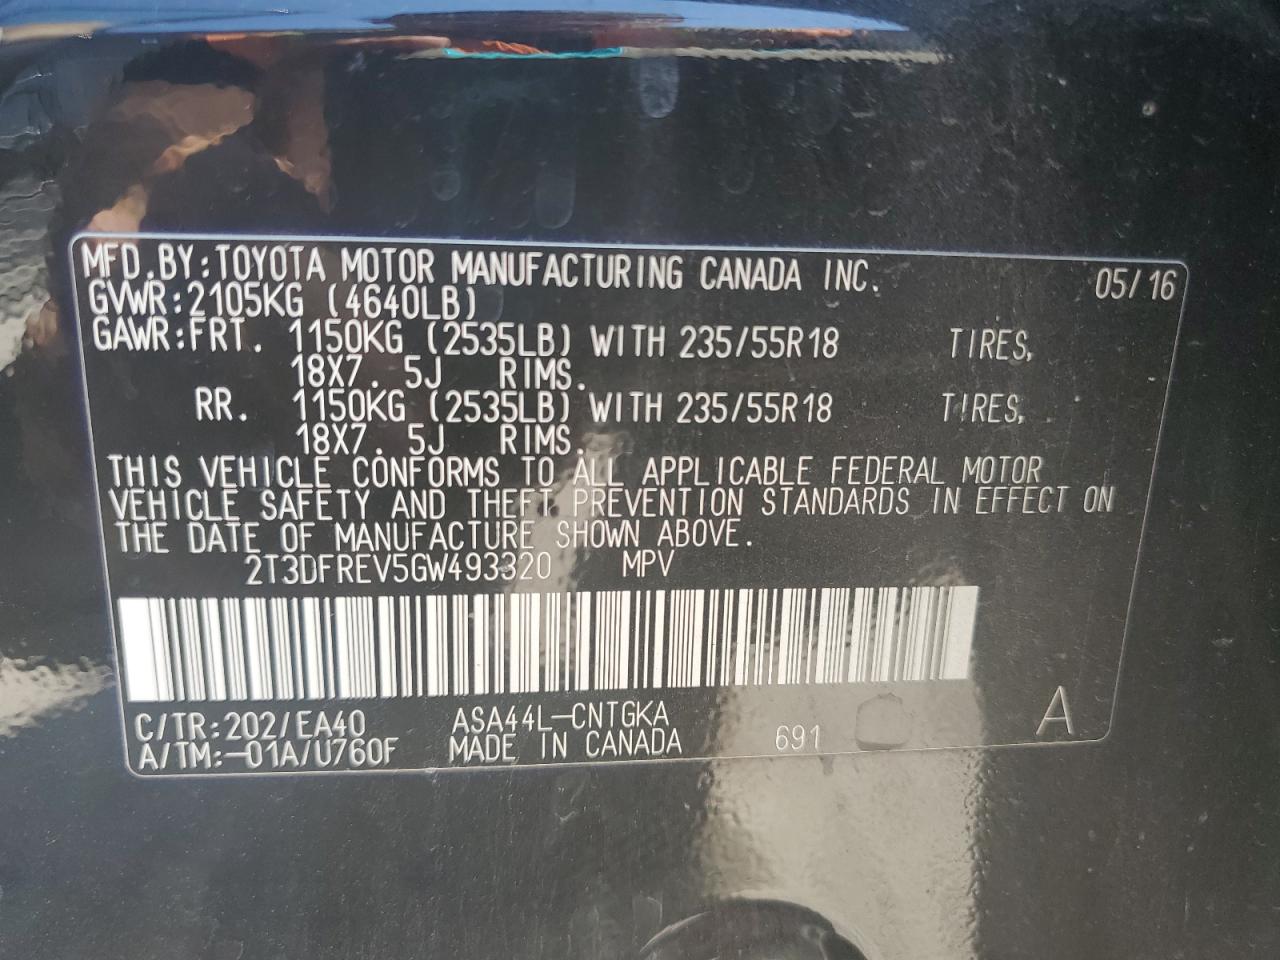 MFD.BY:TOYOTA MOTOR MANUFACTURING CANADA INC. 05/16
GVWR:2105KG (4640LB)
GAWR:FRT. 1150KG (2535LB) WITH 235/55R18 TIRES,
18X7.5J RIMS.
RR. 1150KG (2535LB) WITH 235/55R18 TIRES,
18X7.5J RIMS.
THIS VEHICLE CONFORMS TO ALL APPLICABLE FEDERAL MOTOR
VEHICLE SAFETY AND THEFT PREVENTION STANDARDS IN EFFECT ON
THE DATE OF MANUFACTURE SHOWN ABOVE.
2T3DFREV5GW493320 MPV
C/TR:202/EA40 ASA44L-CNTGKA A
A/TM:-01A/U760F MADE IN CANADA 691